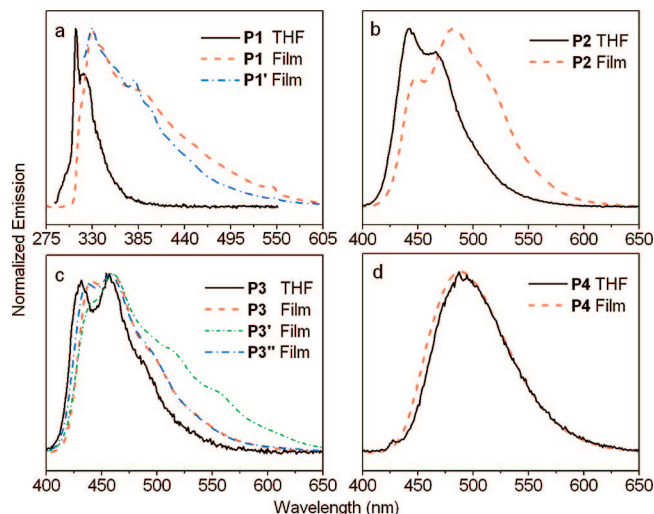 a
P1 THF
P1 Film
P1' Film
275 330 385 440 495 550 605
b
P2 THF
P2 Film
400 450 500 550 600 650
Normalized Emission
c
P3 THF
P3 Film
P3' Film
P3'' Film
400 450 500 550 600 650
d
P4 THF
P4 Film
400 450 500 550 600 650
Wavelength (nm)